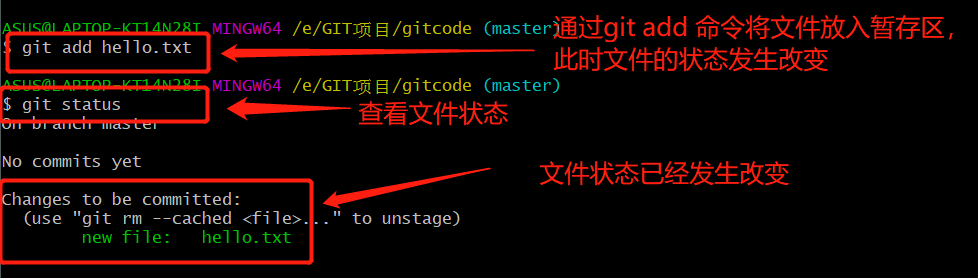 ASUS@LAPTOP-KT14N28I MINGW64 /e/GIT项目/gitcode (master)
$ git add hello.txt
通过git add 命令将文件放入暂存区，
此时文件的状态发生改变
ASUS@LAPTOP-KT14N28I MINGW64 /e/GIT项目/gitcode (master)
$ git status
查看文件状态
On branch master
No commits yet
文件状态已经发生改变
Changes to be committed:
(use "git rm --cached <file>..." to unstage)
new file: hello.txt